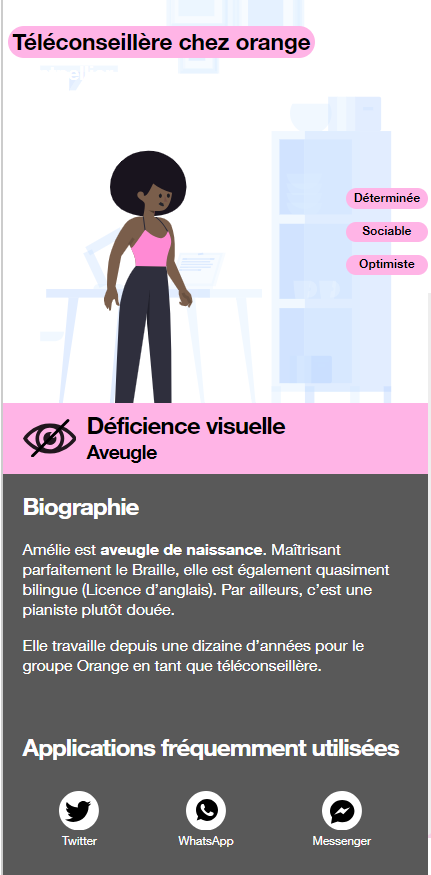 Téléconseillère chez orange
Déterminée
Sociable
Optimiste
Déficience visuelle
Aveugle
Biographie
Amélie est aveugle de naissance. Maîtrisant
parfaitement le Braille, elle est également quasiment
bilingue (Licence d’anglais). Par ailleurs, c’est une
pianiste plutôt douée.
Elle travaille depuis une dizaine d’années pour le
groupe Orange en tant que téléconseillère.
Applications fréquemment utilisées
Twitter
WhatsApp
Messenger